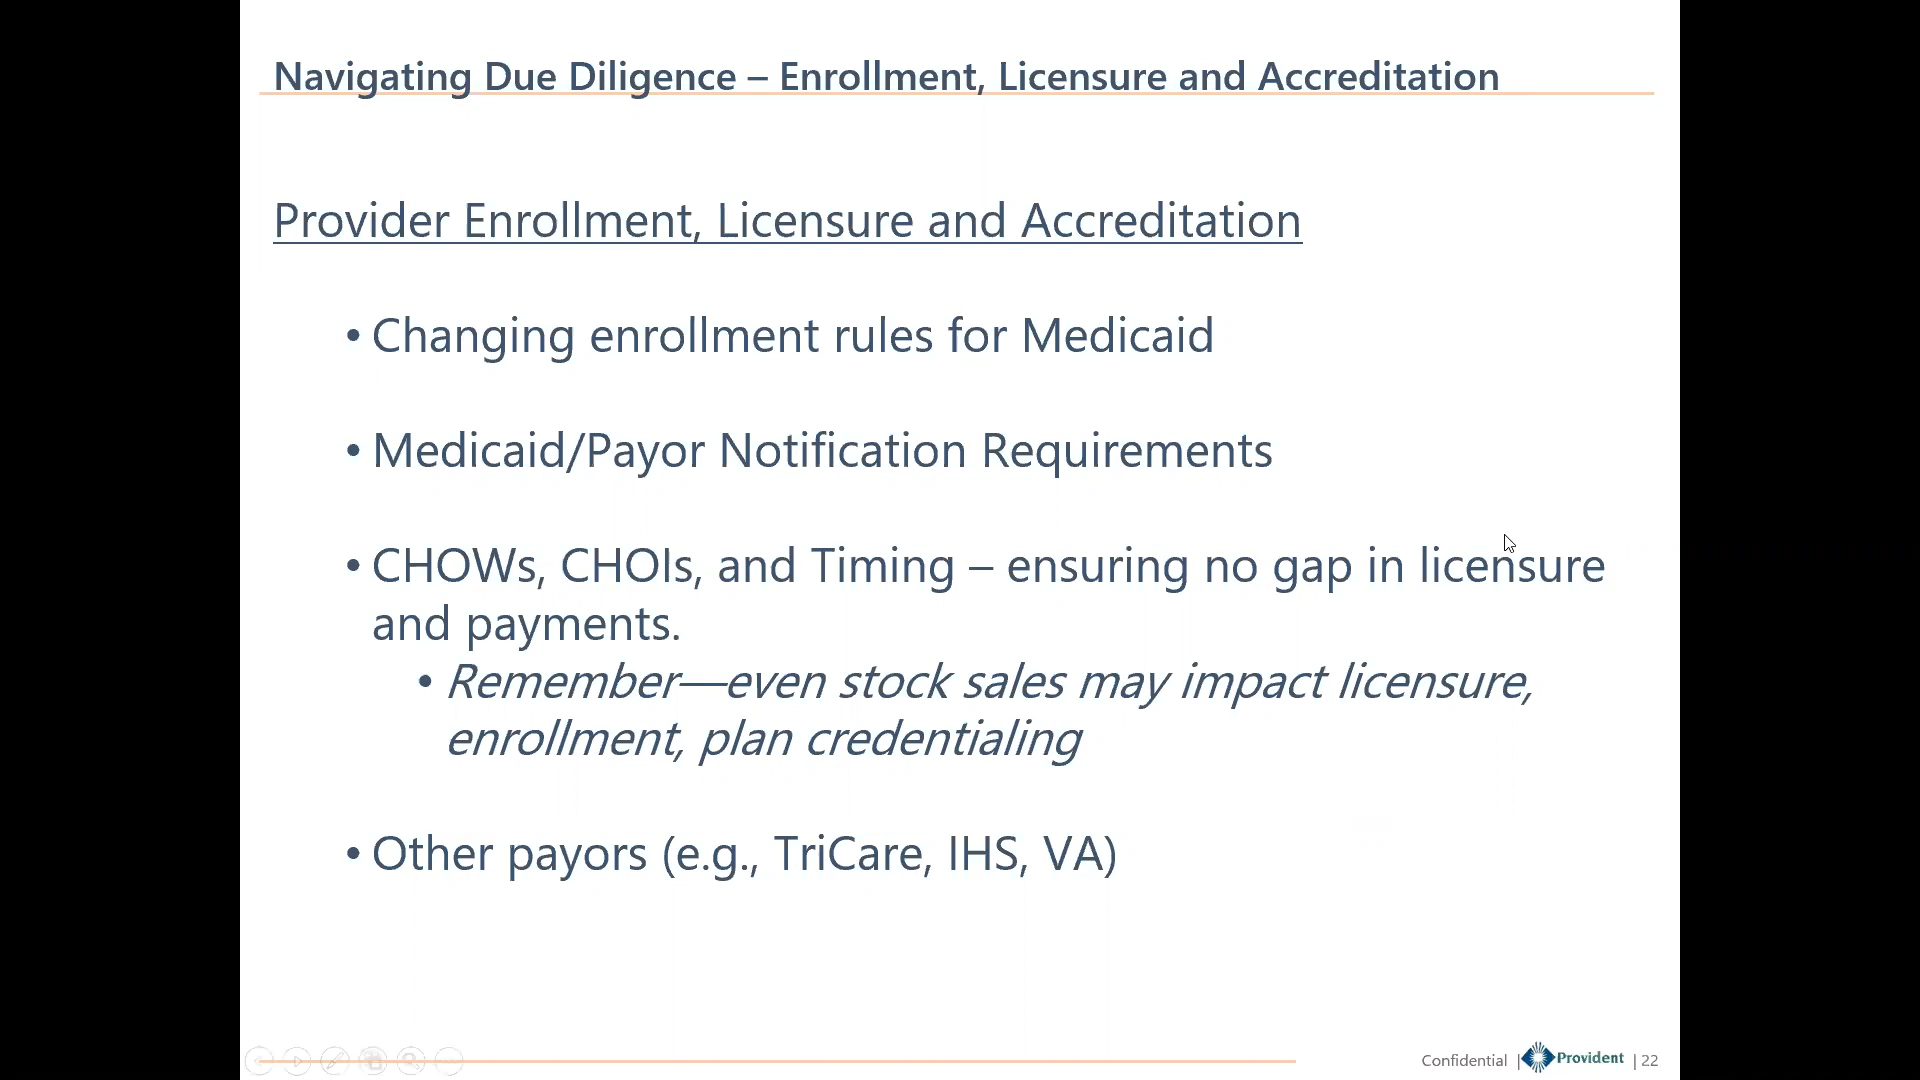 Navigating Due Diligence – Enrollment, Licensure and Accreditation
Provider Enrollment, Licensure and Accreditation
• Changing enrollment rules for Medicaid
• Medicaid/Payor Notification Requirements
• CHOWs, CHOIs, and Timing – ensuring no gap in licensure
and payments.
• Remember—even stock sales may impact licensure,
enrollment, plan credentialing
• Other payors (e.g., TriCare, IHS, VA)
Confidential | Provident | 22